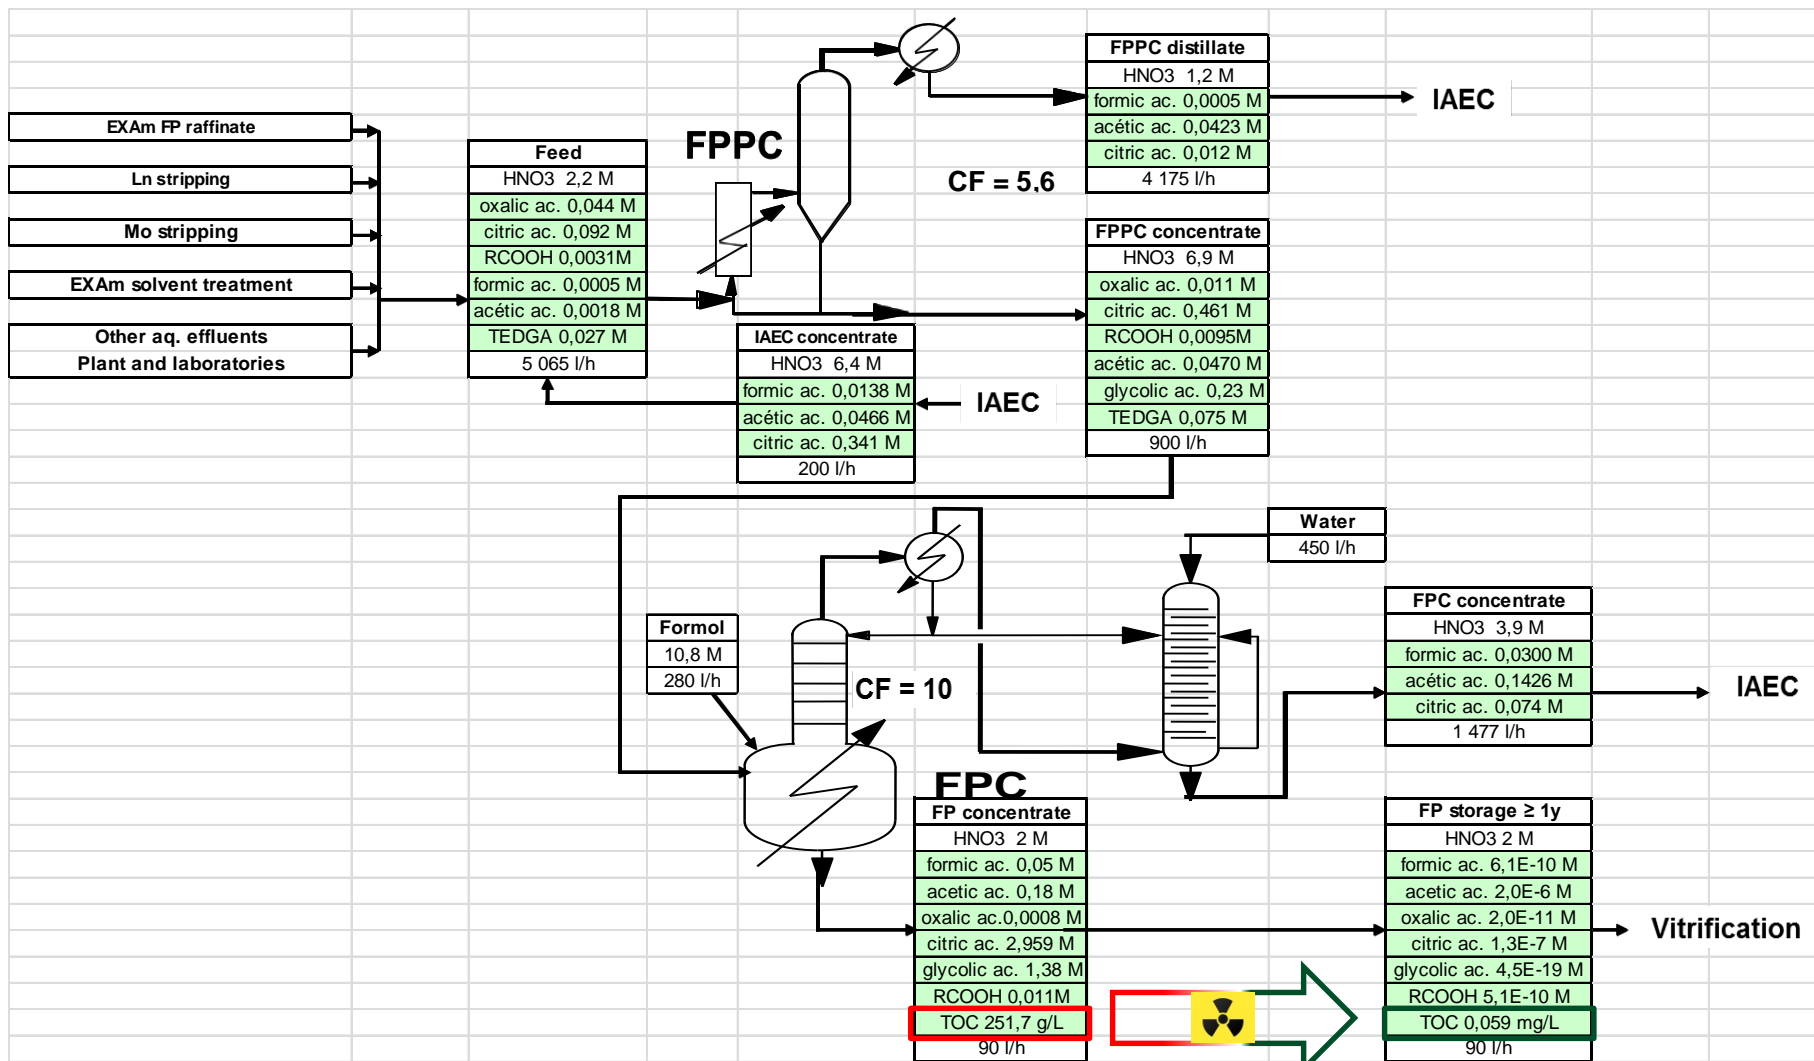 EXAm FP raffinate
Ln stripping
Mo stripping
EXAm solvent treatment
Other aq. effluents
Plant and laboratories
Feed
HNO3 2,2 M
oxalic ac. 0,044 M
citric ac. 0,092 M
RCOOH 0,0031M
formic ac. 0,0005 M
acétic ac. 0,0018 M
TEDGA 0,027 M
5 065 l/h
FPPC
CF = 5,6
FPPC distillate
HNO3 1,2 M
formic ac. 0,0005 M
acétic ac. 0,0423 M
citric ac. 0,012 M
4 175 l/h
IAEC
FPPC concentrate
HNO3 6,9 M
oxalic ac. 0,011 M
citric ac. 0,461 M
RCOOH 0,0095M
acétic ac. 0,0470 M
glycolic ac. 0,23 M
TEDGA 0,075 M
900 l/h
IAEC concentrate
HNO3 6,4 M
formic ac. 0,0138 M
acétic ac. 0,0466 M
citric ac. 0,341 M
200 l/h
IAEC
Water
450 l/h
Formol
10,8 M
280 l/h
CF = 10
FPC
FPC concentrate
HNO3 3,9 M
formic ac. 0,0300 M
acétic ac. 0,1426 M
citric ac. 0,074 M
1 477 l/h
IAEC
FP concentrate
HNO3 2 M
formic ac. 0,05 M
acetic ac. 0,18 M
oxalic ac.0,0008 M
citric ac. 2,959 M
glycolic ac. 1,38 M
RCOOH 0,011M
TOC 251,7 g/L
90 l/h
FP storage ≥ 1y
HNO3 2 M
formic ac. 6,1E-10 M
acetic ac. 2,0E-6 M
oxalic ac. 2,0E-11 M
citric ac. 1,3E-7 M
glycolic ac. 4,5E-19 M
RCOOH 5,1E-10 M
TOC 0,059 mg/L
90 l/h
Vitrification